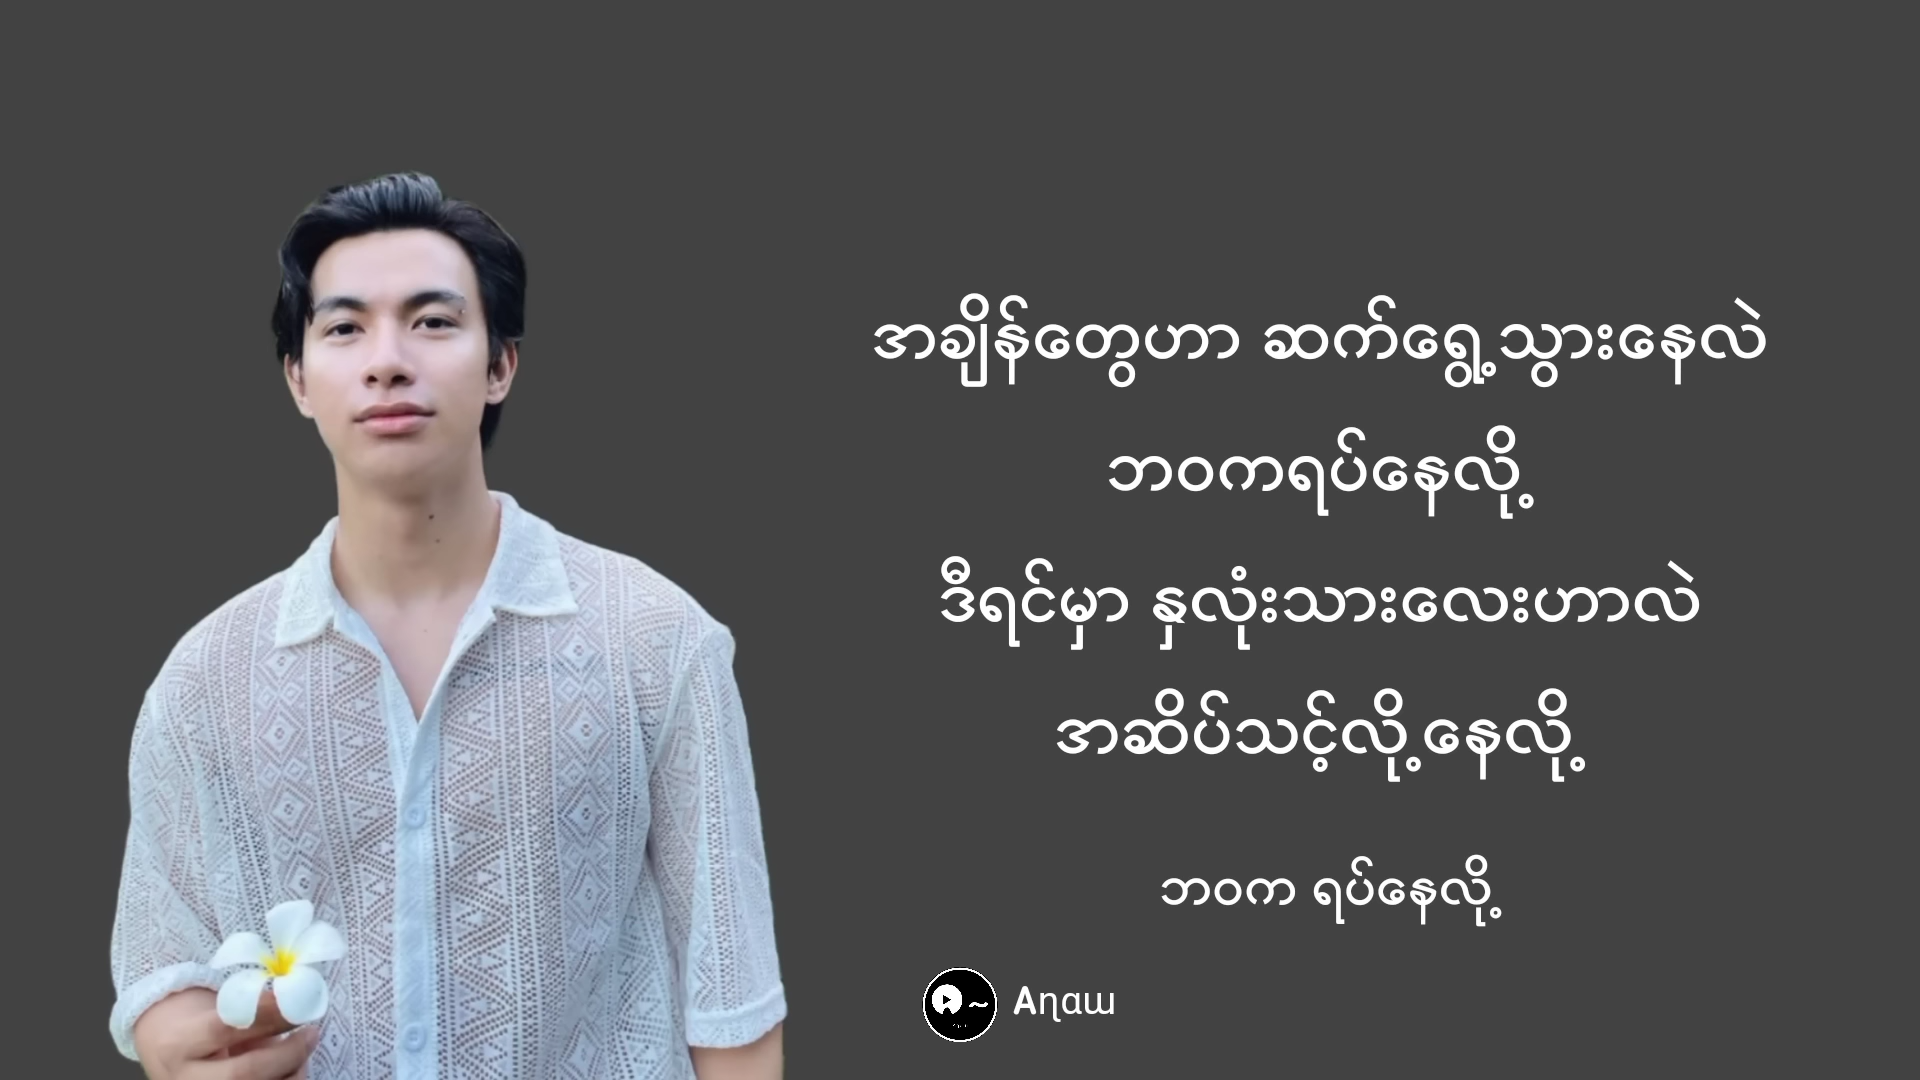 အချိန်တွေဟာ ဆက်ရွေ့သွားနေလဲ
ဘဝကရပ်နေလို့
ဒီရင်မှာ နှလုံးသားလေးဟာလဲ
အဆိပ်သင့်လို့နေလို့
ဘဝက ရပ်နေလို့
Aηαω